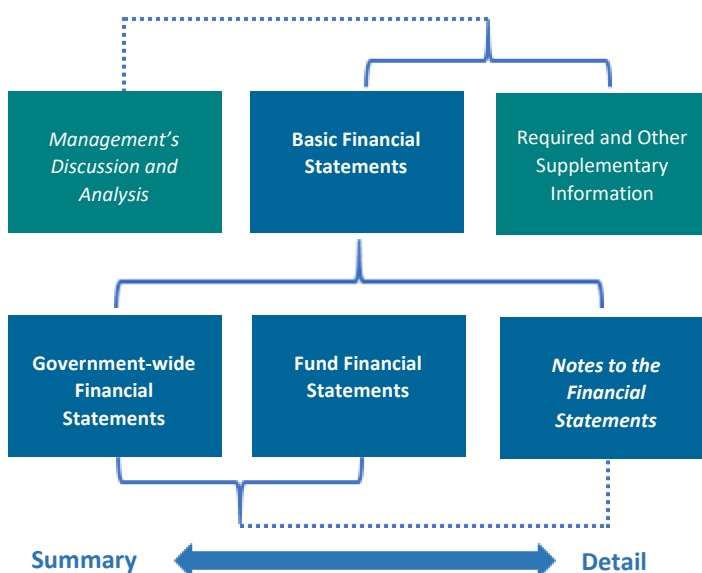 Management’s
Discussion and
Analysis
Basic Financial
Statements
Required and Other
Supplementary
Information
Government-wide
Financial
Statements
Fund Financial
Statements
Notes to the
Financial
Statements
Summary
Detail